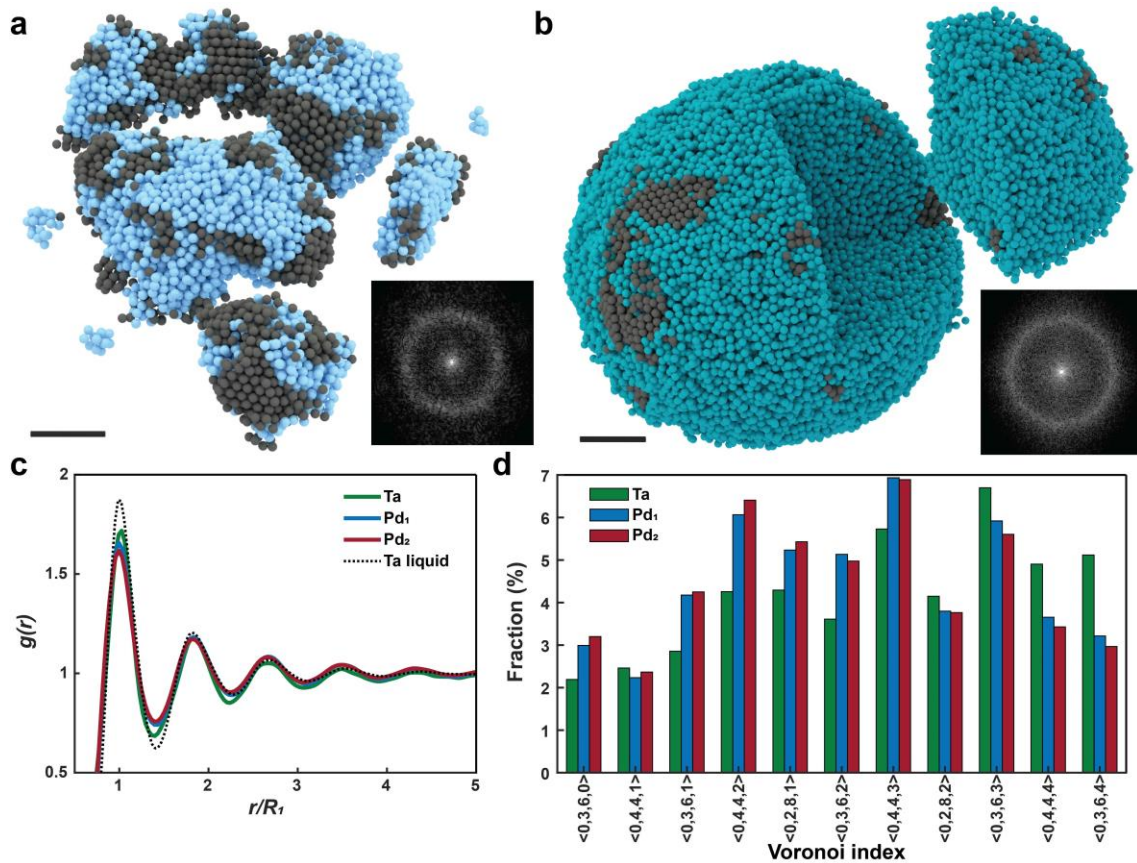 a
b
c
2
1.5
1
0.5
g(r)
1
2
3
4
5
r/R₁
Ta
Pd₁
Pd₂
Ta liquid
d
7
6
5
4
3
2
0
Fraction (%)
Ta
Pd₁
Pd₂
<0,3,6,0>
<0,4,4,1>
<0,3,6,1>
<0,4,4,2>
<0,2,8,1>
<0,3,6,2>
<0,4,4,3>
<0,2,8,2>
<0,3,6,3>
<0,4,4,4>
<0,3,6,4>
Voronoi index